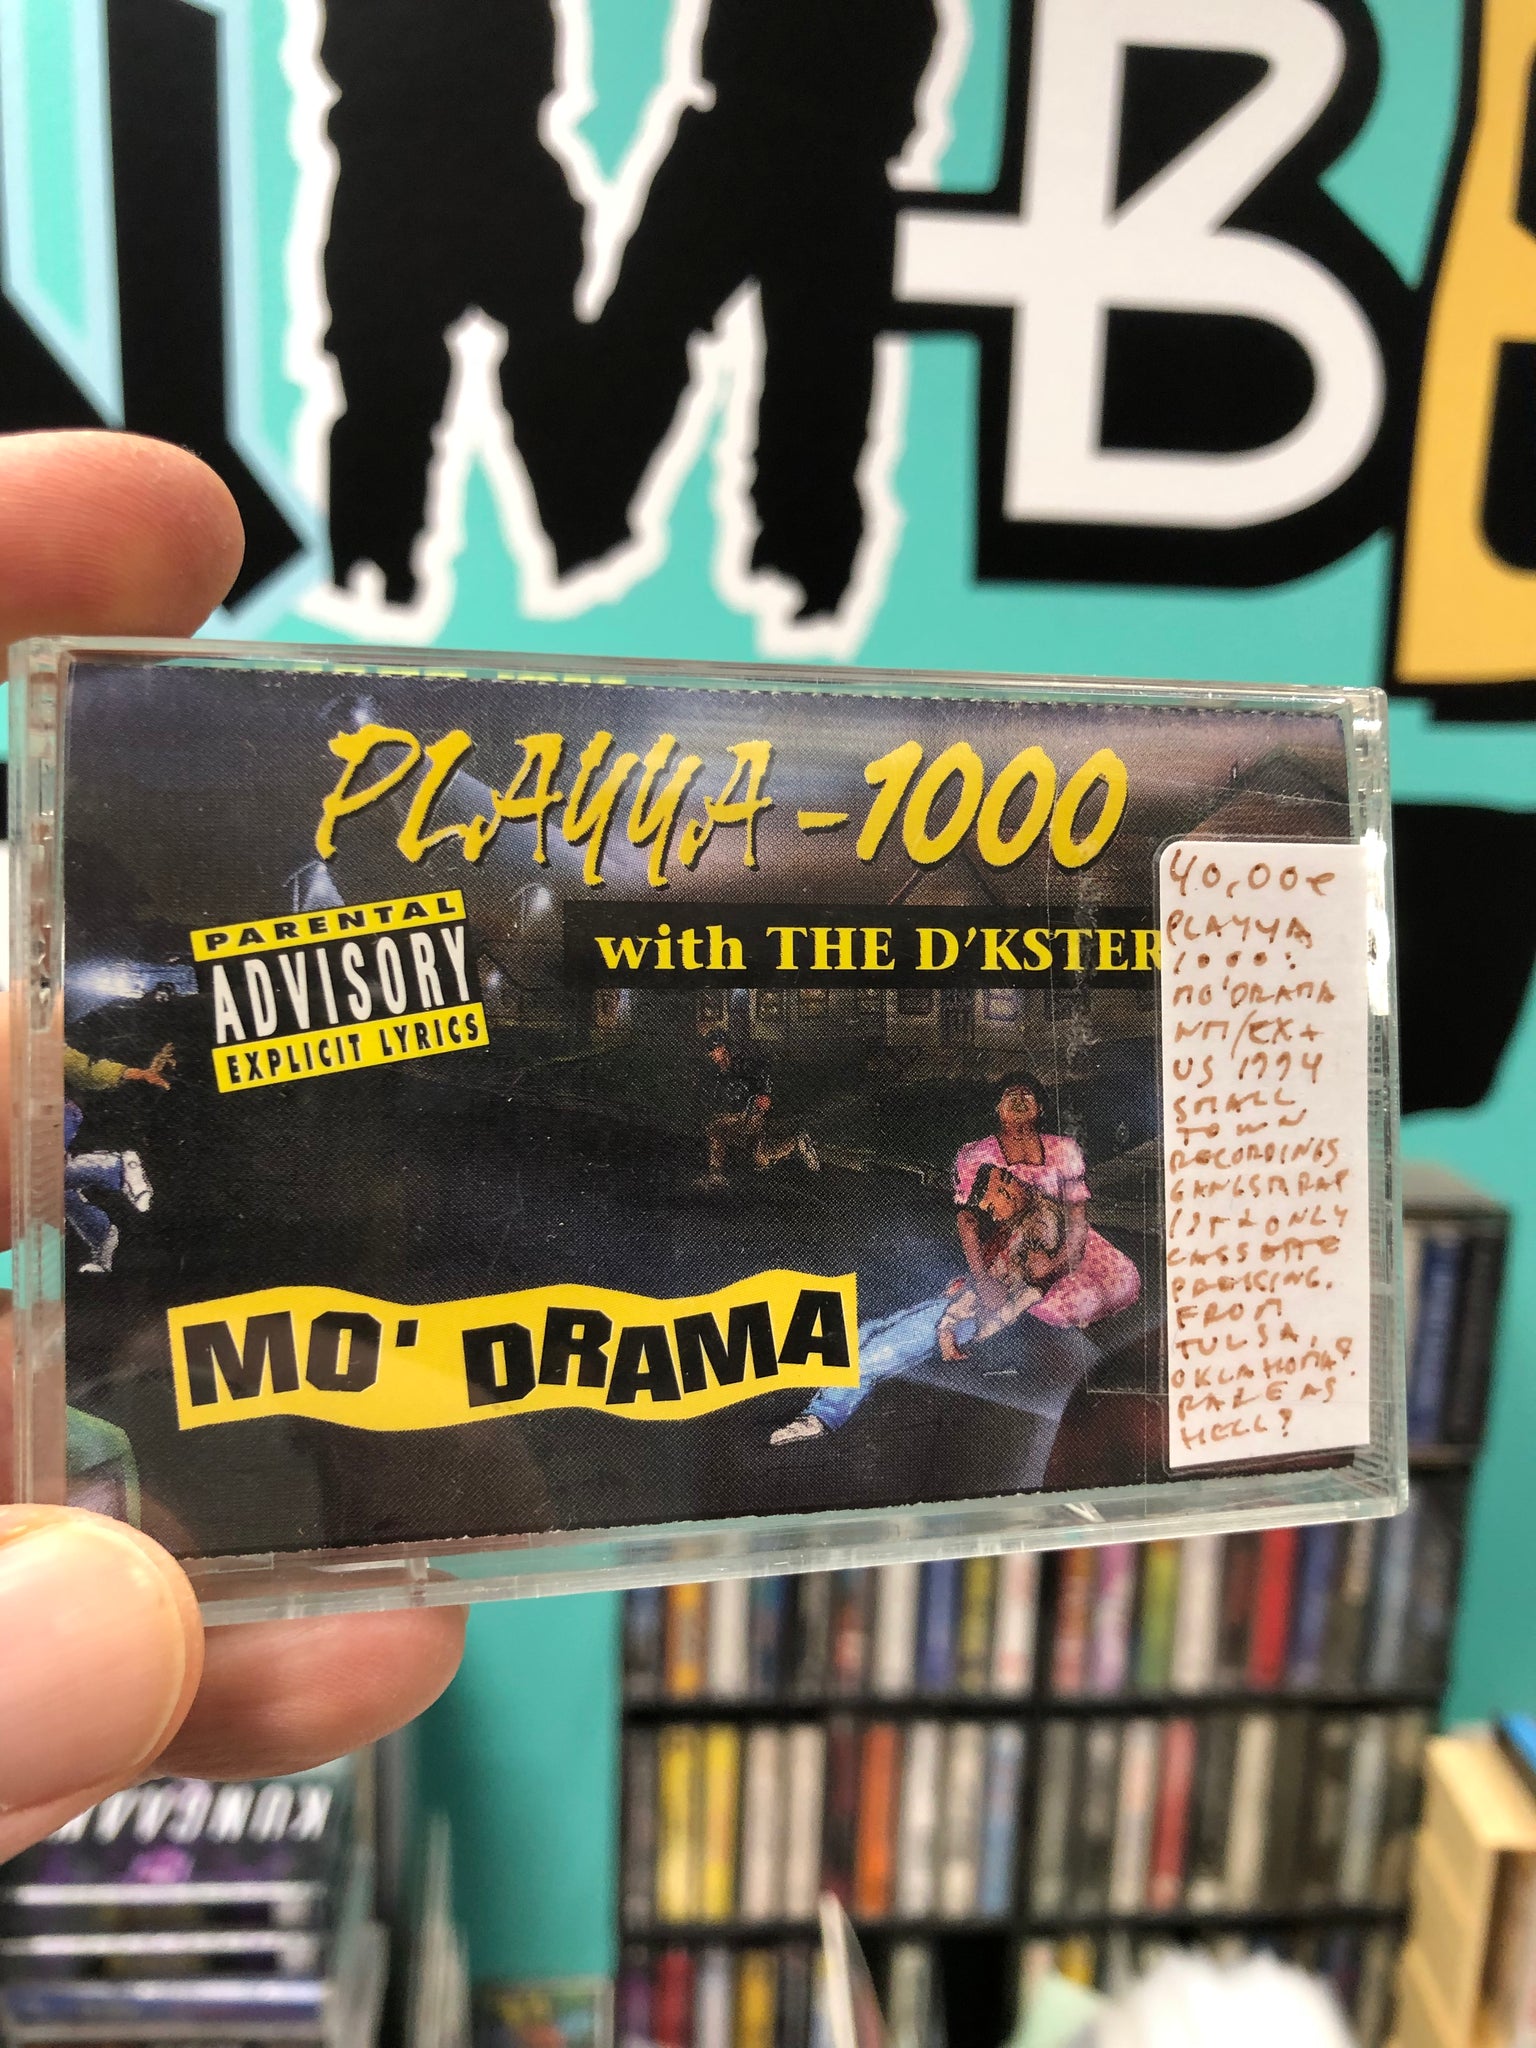 MB
PLAYYA-1000
PARENTAL
ADVISORY
EXPLICIT LYRICS
with THE D'KSTER
MO' DRAMA
40,00€
PLAYYA
1000:
MO'DRAMA
NM/EX+
US 1994
SMALL
TOWN
RECORDINGS
GANGSTA RAP
1ST & ONLY
CASSETTE
PRESSING.
FROM
TULSA,
OKLAHOMA?
RARE AS
HELL?